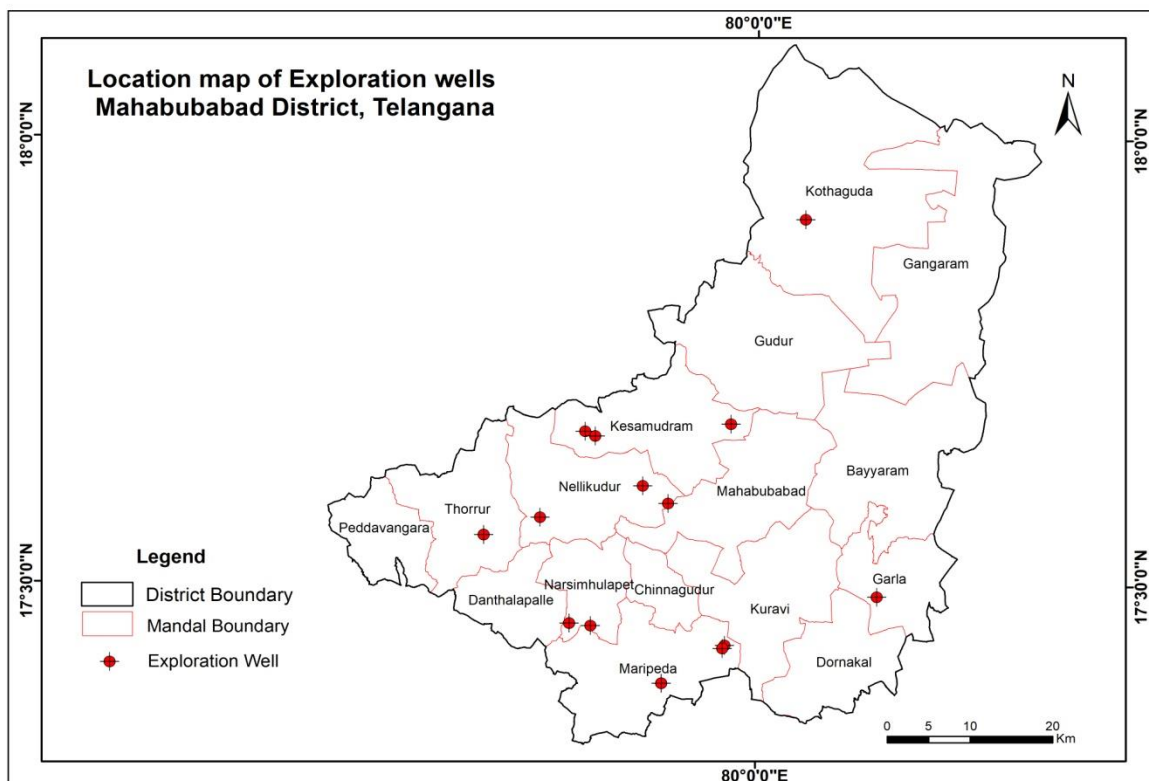 80°0'0"E
Location map of Exploration wells
Mahabubabad District, Telangana
N
18°0'0"N
18°0'0"N
Kothaguda
Gangaram
Gudur
Kesamudram
Bayyaram
Nellikudur
Mahabubabad
Thorrur
Peddavangara
Legend
17°30'0"N
17°30'0"N
District Boundary
Mandal Boundary
Exploration Well
Narsimhulapet
Chinnagudur
Garla
Danthalapalle
Kuravi
Maripeda
Dornakal
0 5 10 20
Km
80°0'0"E